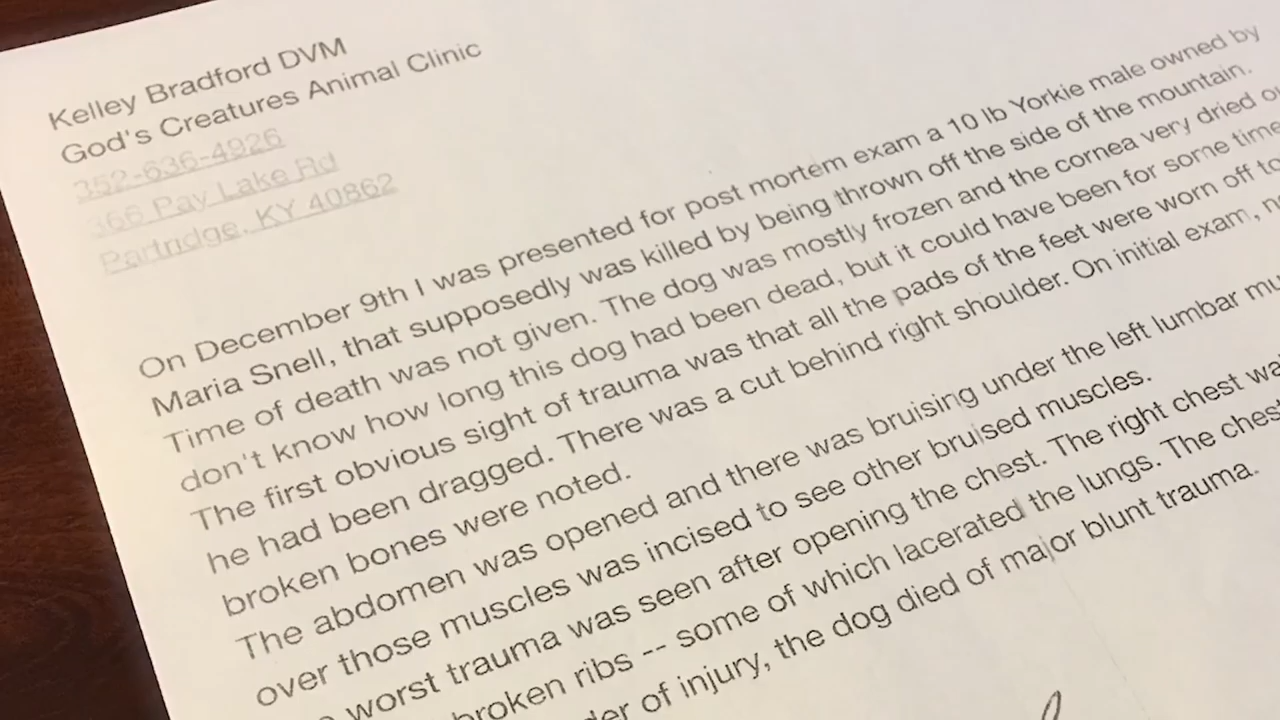 Kelley Bradford DVM
God's Creatures Animal Clinic
352-636-4926
366 Pay Lake Rd
Partridge, KY 40862
On December 9th I was presented for post mortem exam a 10 lb Yorkie male owned by
Maria Snell, that supposedly was killed by being thrown off the side of the mountain.
Time of death was not given. The dog was mostly frozen and the cornea very dried
don't know how long this dog had been dead, but it could have been for some time
The first obvious sight of trauma was that all the pads of the feet were worn off to
he had been dragged. There was a cut behind right shoulder. On initial exam,
broken bones were noted.
The abdomen was opened and there was bruising under the left lumbar
over those muscles was incised to see other bruised muscles.
worst trauma was seen after opening the chest. The right chest
broken ribs -- some of which lacerated the lungs. The
of injury, the dog died of major blunt trauma.